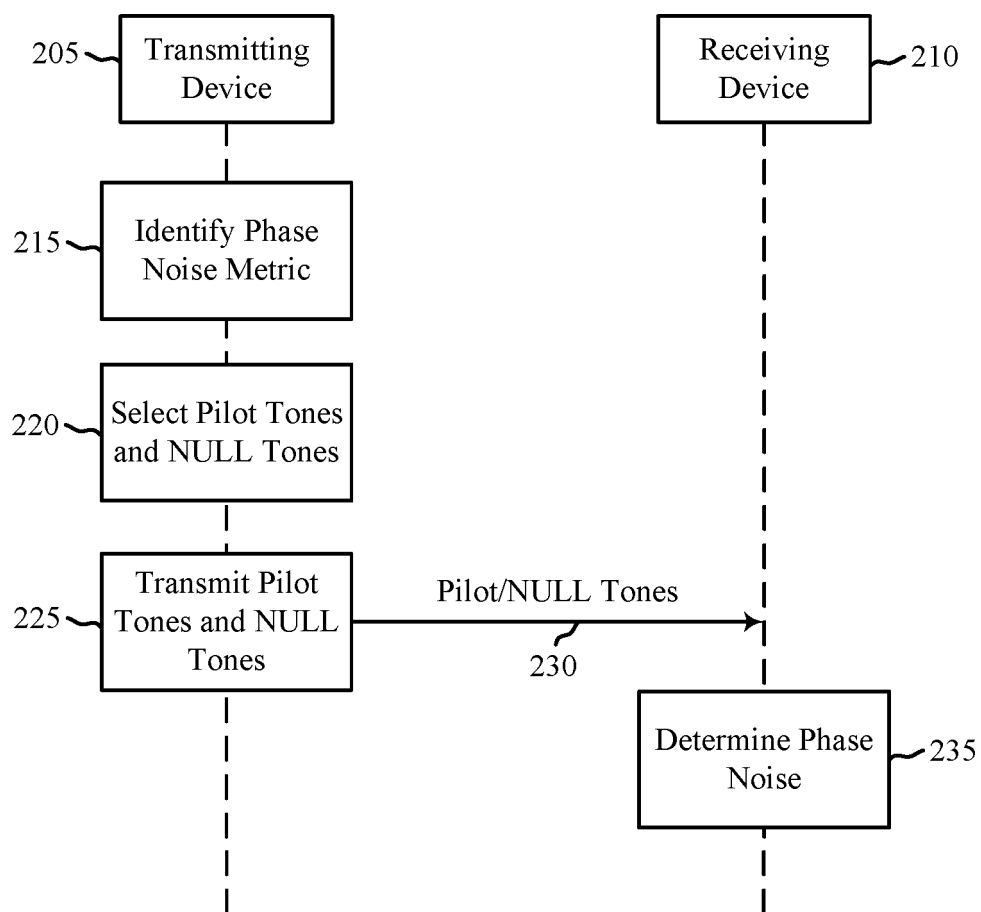 205
Transmitting
Device
Receiving
Device
210
215
Identify Phase
Noise Metric
220
Select Pilot Tones
and NULL Tones
225
Transmit Pilot
Tones and NULL
Tones
Pilot/NULL Tones
230
Determine Phase
Noise
235